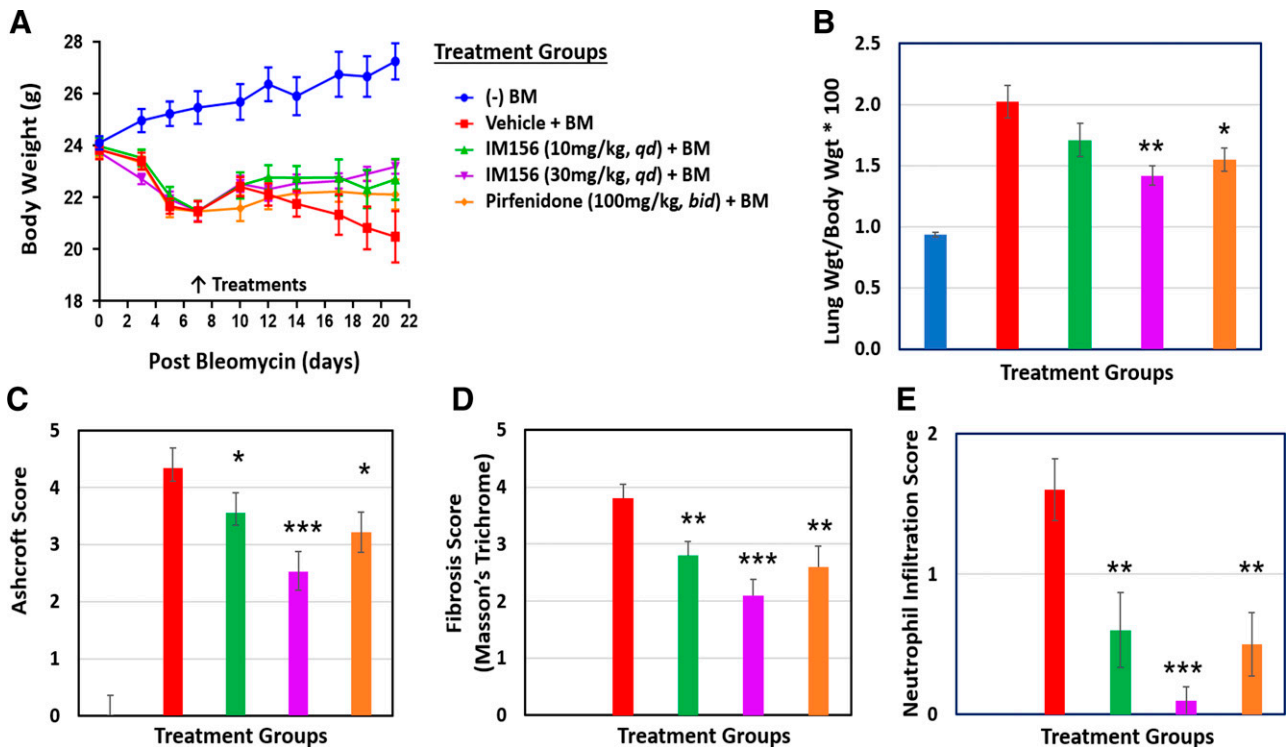 A
28
26
24
22
20
18
Body Weight (g)
↑ Treatments
0 2 4 6 8 10 12 14 16 18 20 22
Post Bleomycin (days)
Treatment Groups
(-) BM
Vehicle + BM
IM156 (10mg/kg, qd) + BM
IM156 (30mg/kg, qd) + BM
Pirfenidone (100mg/kg, bid) + BM
B
2.5
2.0
1.5
1.0
0.5
0.0
Lung Wgt/Body Wgt * 100
**
*
Treatment Groups
C
5
4
3
2
1
0
Ashcroft Score
*
***
*
Treatment Groups
D
5
4
3
2
1
0
Fibrosis Score
(Masson's Trichrome)
**
***
**
Treatment Groups
E
2
1
0
Neutrophil Infiltration Score
**
***
**
Treatment Groups